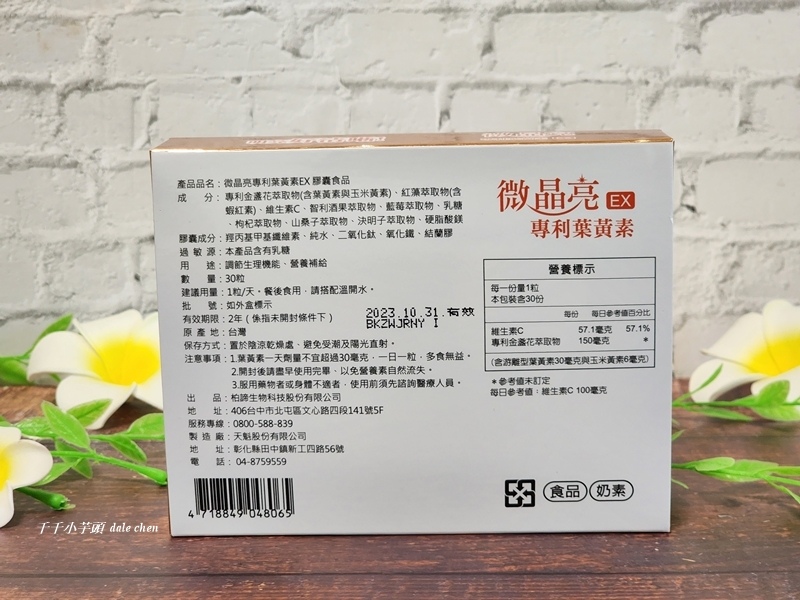 產品品名：微晶亮專利葉黃素EX 膠囊食品
成　　分：專利金盞花萃取物(含葉黃素與玉米黃素)、紅藻萃取物(含
蝦紅素)、維生素C、智利酒果萃取物、藍莓萃取物、乳糖
、枸杞萃取物、山桑子萃取物、決明子萃取物、硬脂酸鎂
膠囊成分：羥丙基甲基纖維素、純水、二氧化鈦、氧化鐵、結蘭膠
過 敏 源：本產品含有乳糖
用　　途：調節生理機能、營養補給
數　　量：30粒
建議用量：1粒/天。餐後食用，請搭配溫開水。
批　　號：如外盒標示
有效期限：2年（係指未開封條件下）
2023.10.31.有效
BKZWJRNY I
原 產 地：台灣
保存方式：置於陰涼乾燥處，避免受潮及陽光直射。
注意事項：1.葉黃素一天劑量不宜超過30毫克，一日一粒，多食無益。
2.開封後請盡早使用完畢，以免營養素自然流失。
3.服用藥物者或身體不適者，使用前須先諮詢醫療人員。
出　　品：柏諦生物科技股份有限公司
地　　址：406台中市北屯區文心路四段141號5F
服務專線：0800-588-839
製 造 廠：天魁股份有限公司
地　　址：彰化縣田中鎮新工四路56號
電　　話：04-8759559
4 718849 048065
微晶亮 EX
專利葉黃素
營養標示
每一份量1粒
本包裝含30份
每份　每日參考值百分比
維生素C　57.1毫克　57.1%
專利金盞花萃取物　150毫克　*
(含游離型葉黃素30毫克與玉米黃素6毫克)
*參考值未訂定
每日參考值：維生素C 100毫克
食品 奶素
千千小芋頭 dale chen